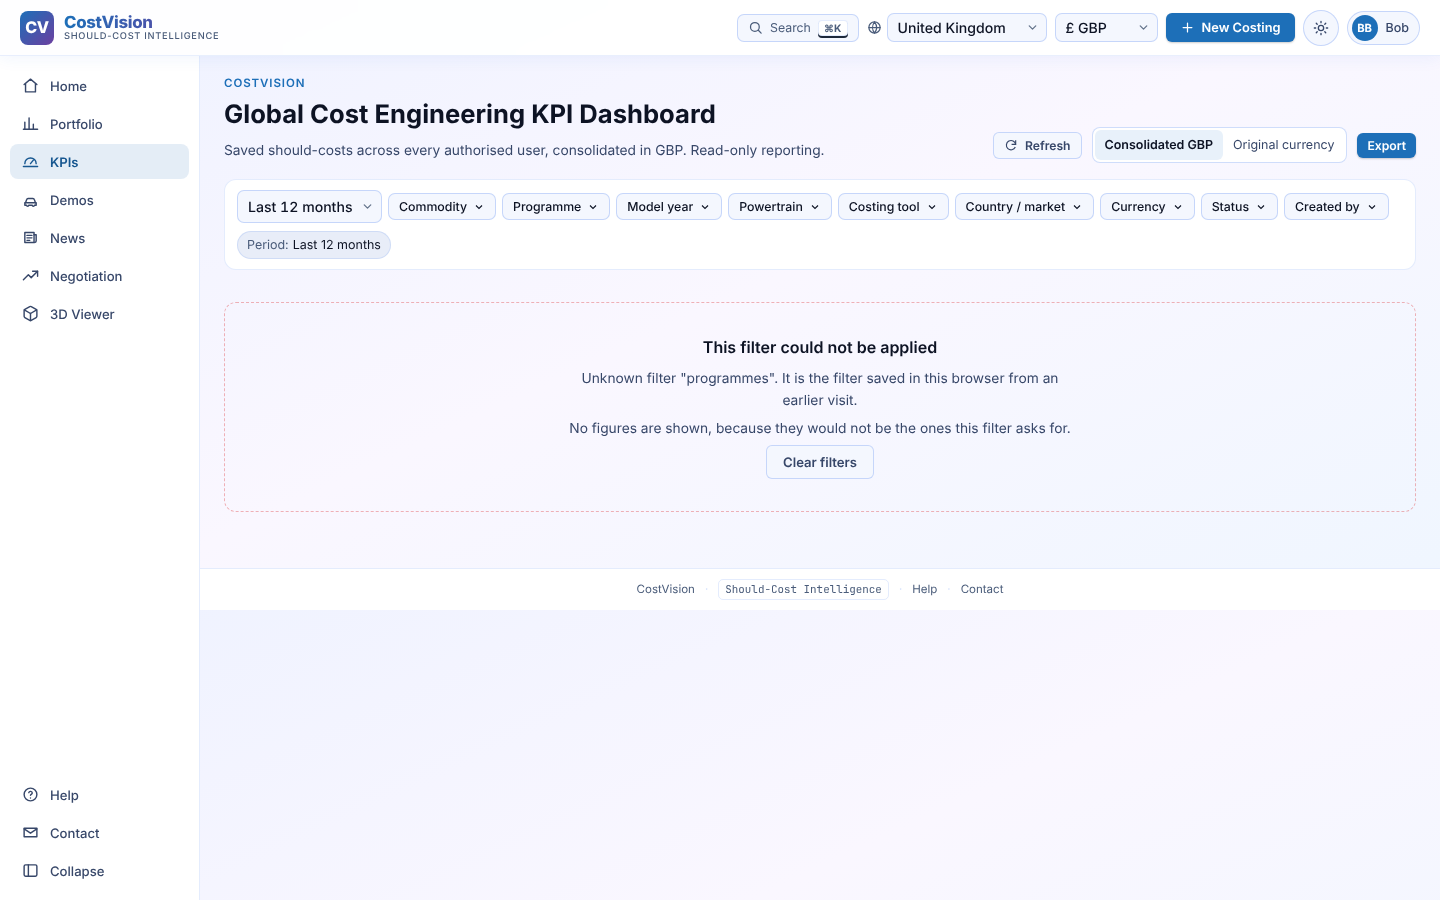 CV
CostVision
SHOULD-COST INTELLIGENCE
Search ⌘K
United Kingdom
£ GBP
+ New Costing
BB Bob
Home
Portfolio
KPIs
Demos
News
Negotiation
3D Viewer
COSTVISION
Global Cost Engineering KPI Dashboard
Saved should-costs across every authorised user, consolidated in GBP. Read-only reporting.
Refresh
Consolidated GBP
Original currency
Export
Last 12 months
Commodity
Programme
Model year
Powertrain
Costing tool
Country / market
Currency
Status
Created by
Period: Last 12 months
This filter could not be applied
Unknown filter "programmes". It is the filter saved in this browser from an
earlier visit.
No figures are shown, because they would not be the ones this filter asks for.
Clear filters
CostVision · Should-Cost Intelligence · Help · Contact
Help
Contact
Collapse